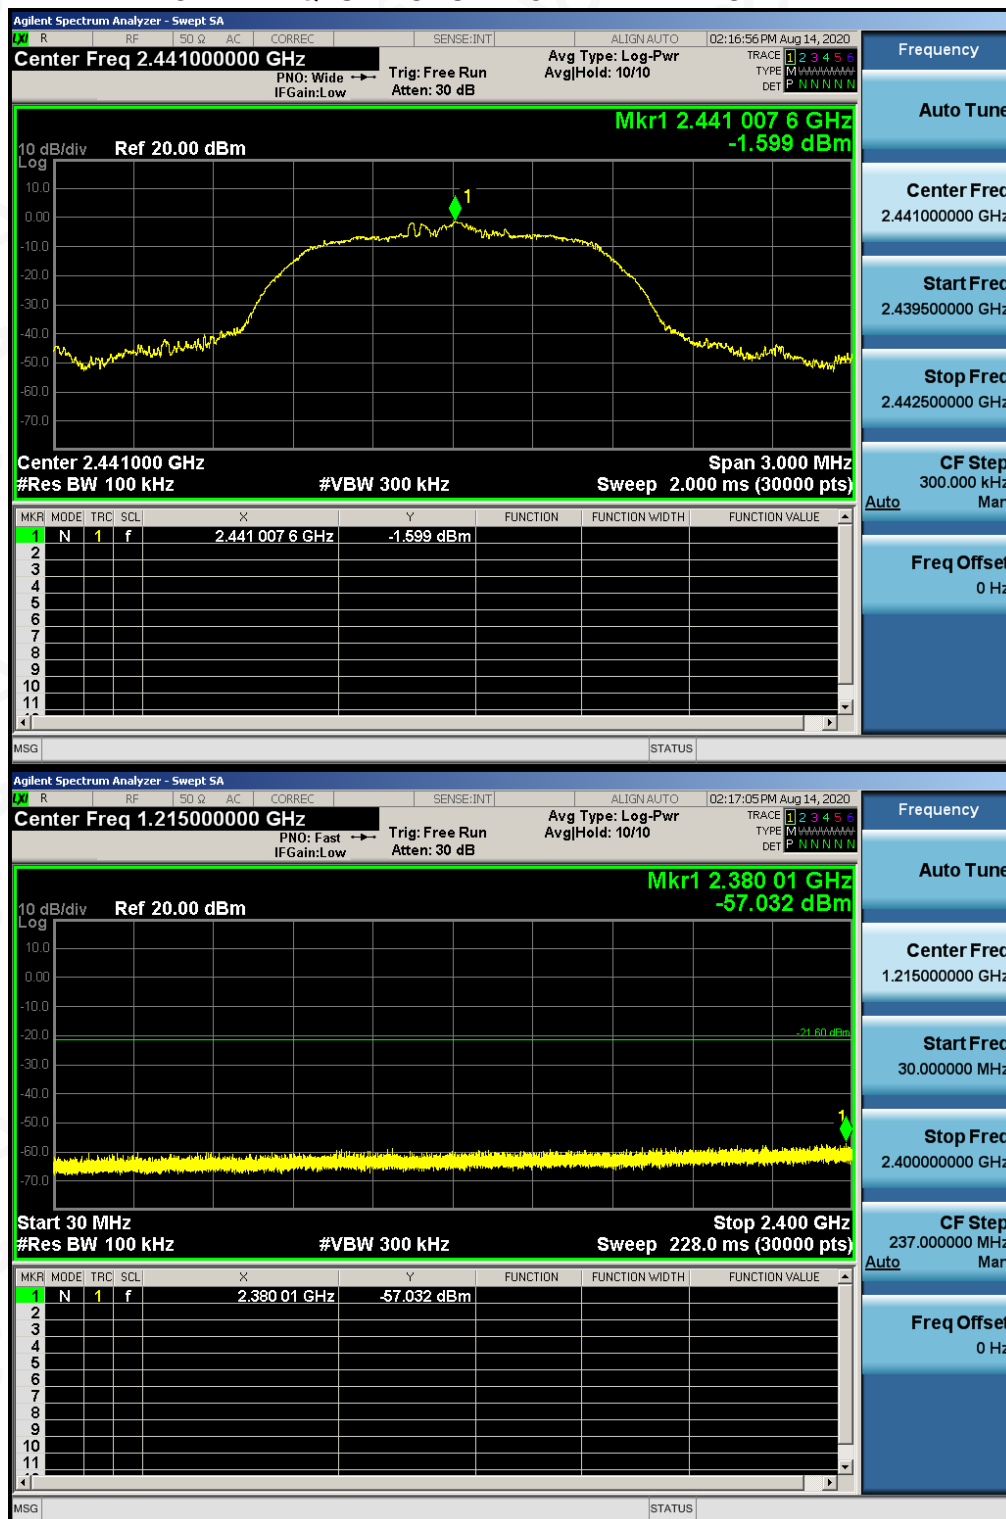 Agilent Spectrum Analyzer - Swept SA
LXI R RF 50 Ω AC CORREC SENSE:INT ALIGN AUTO 02:16:56 PM Aug 14, 2020
Center Freq 2.441000000 GHz
PNO: Wide
IFGain:Low
Trig: Free Run
Atten: 30 dB
Avg Type: Log-Pwr
Avg|Hold: 10/10
TRACE 1 2 3 4 5 6
TYPE M
DET P N N N N N
Mkr1 2.441 007 6 GHz
-1.599 dBm
10 dB/div Ref 20.00 dBm
Log
10.0
0.00
-10.0
-20.0
-30.0
-40.0
-50.0
-60.0
-70.0
1
Center 2.441000 GHz Span 3.000 MHz
#Res BW 100 kHz #VBW 300 kHz Sweep 2.000 ms (30000 pts)
MKR MODE TRC SCL X Y FUNCTION FUNCTION WIDTH FUNCTION VALUE
1 N 1 f 2.441 007 6 GHz -1.599 dBm
2
3
4
5
6
7
8
9
10
11
MSG STATUS
Frequency
Auto Tune
Center Freq
2.441000000 GHz
Start Freq
2.439500000 GHz
Stop Freq
2.442500000 GHz
CF Step
300.000 kHz
Auto Man
Freq Offset
0 Hz
Agilent Spectrum Analyzer - Swept SA
LXI R RF 50 Ω AC CORREC SENSE:INT ALIGN AUTO 02:17:05 PM Aug 14, 2020
Center Freq 1.215000000 GHz
PNO: Fast
IFGain:Low
Trig: Free Run
Atten: 30 dB
Avg Type: Log-Pwr
Avg|Hold: 10/10
TRACE 1 2 3 4 5 6
TYPE M
DET P N N N N N
Mkr1 2.380 01 GHz
-57.032 dBm
10 dB/div Ref 20.00 dBm
Log
10.0
0.00
-10.0
-20.0
-30.0
-40.0
-50.0
-60.0
-70.0
-21.60 dBm
1
Start 30 MHz Stop 2.400 GHz
#Res BW 100 kHz #VBW 300 kHz Sweep 228.0 ms (30000 pts)
MKR MODE TRC SCL X Y FUNCTION FUNCTION WIDTH FUNCTION VALUE
1 N 1 f 2.380 01 GHz -57.032 dBm
2
3
4
5
6
7
8
9
10
11
MSG STATUS
Frequency
Auto Tune
Center Freq
1.215000000 GHz
Start Freq
30.000000 MHz
Stop Freq
2.400000000 GHz
CF Step
237.000000 MHz
Auto Man
Freq Offset
0 Hz